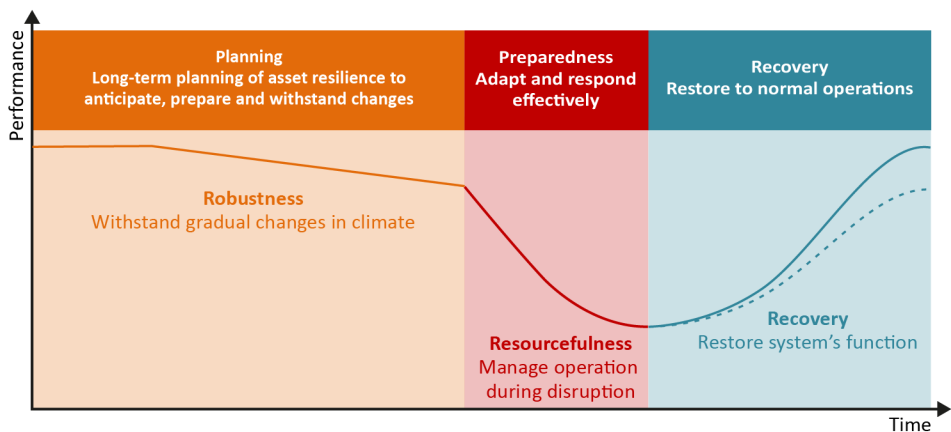 Performance
Planning
Long-term planning of asset resilience to
anticipate, prepare and withstand changes
Preparedness
Adapt and respond
effectively
Recovery
Restore to normal operations
Robustness
Withstand gradual changes in climate
Resourcefulness
Manage operation
during disruption
Recovery
Restore system's function
Time